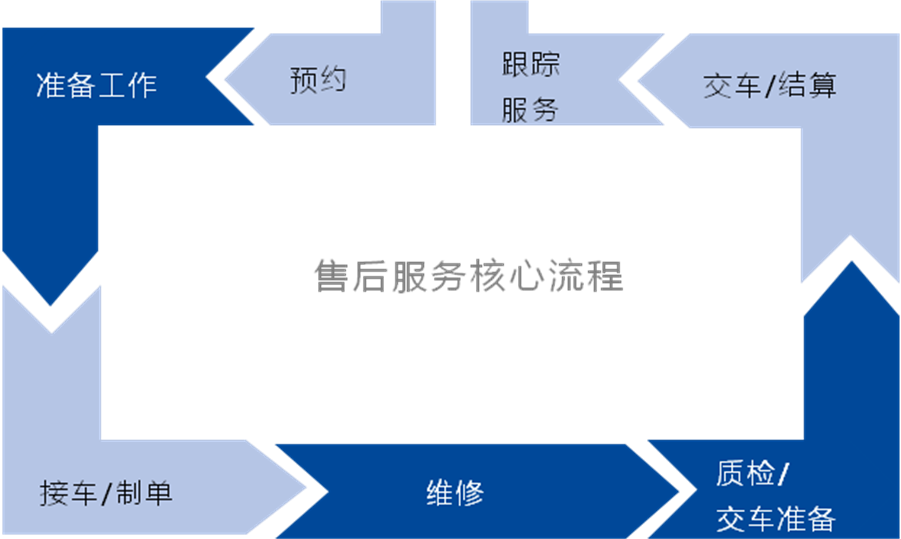 准备工作
预约
跟踪
服务
交车/结算
售后服务核心流程
接车/制单
维修
质检/
交车准备